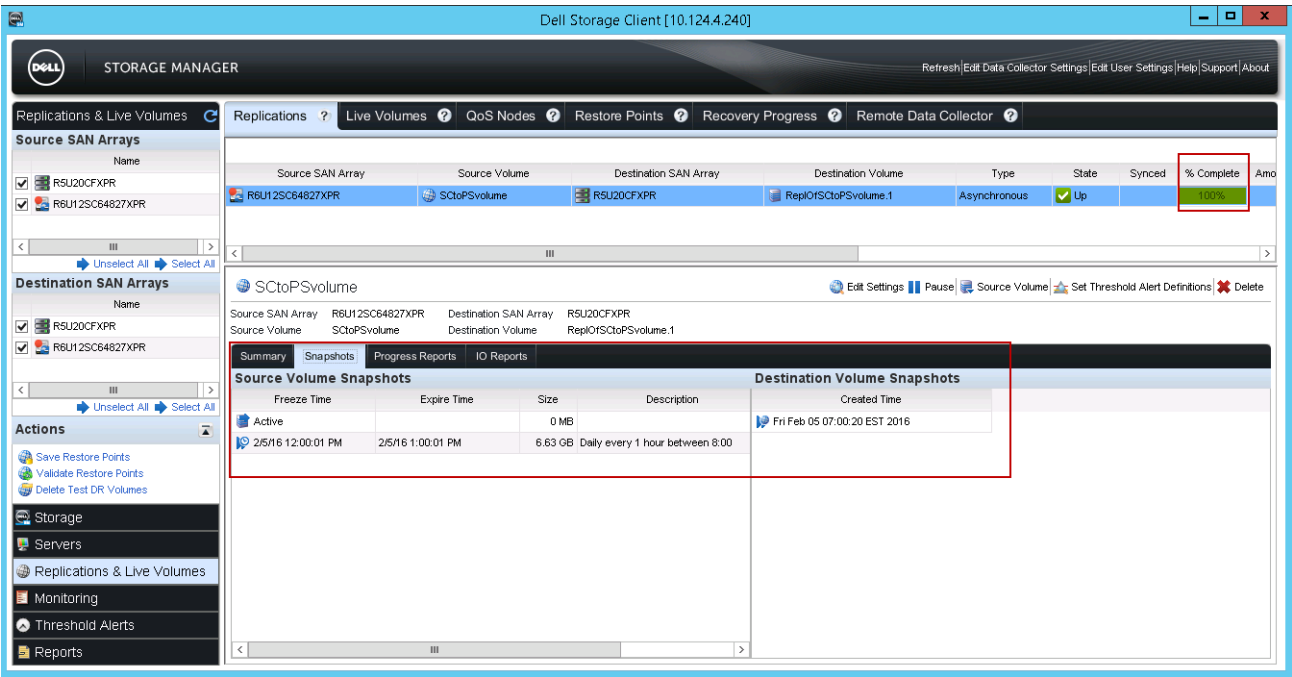 Dell Storage Client [10.124.4.240]
DELL
STORAGE MANAGER
Refresh|Edit Data Collector Settings|Edit User Settings|Help|Support|About
Replications & Live Volumes
Source SAN Arrays
Name
R5U20CFXPR
R6U12SC64827XPR
Unselect All Select All
Destination SAN Arrays
Name
R5U20CFXPR
R6U12SC64827XPR
Unselect All Select All
Actions
Save Restore Points
Validate Restore Points
Delete Test DR Volumes
Storage
Servers
Replications & Live Volumes
Monitoring
Threshold Alerts
Reports
Replications ? Live Volumes ? QoS Nodes ? Restore Points ? Recovery Progress ? Remote Data Collector ?
Source SAN Array Source Volume Destination SAN Array Destination Volume Type State Synced % Complete Amo
R6U12SC64827XPR SCtoPSvolume R5U20CFXPR ReplOfSCtoPSvolume.1 Asynchronous Up 100%
SCtoPSvolume
Edit Settings Pause Source Volume Set Threshold Alert Definitions Delete
Source SAN Array R6U12SC64827XPR Destination SAN Array R5U20CFXPR
Source Volume SCtoPSvolume Destination Volume ReplOfSCtoPSvolume.1
Summary Snapshots Progress Reports IO Reports
Source Volume Snapshots
Freeze Time Expire Time Size Description
Active 0 MB
2/5/16 12:00:01 PM 2/5/16 1:00:01 PM 6.63 GB Daily every 1 hour between 8:00
Destination Volume Snapshots
Created Time
Fri Feb 05 07:00:20 EST 2016